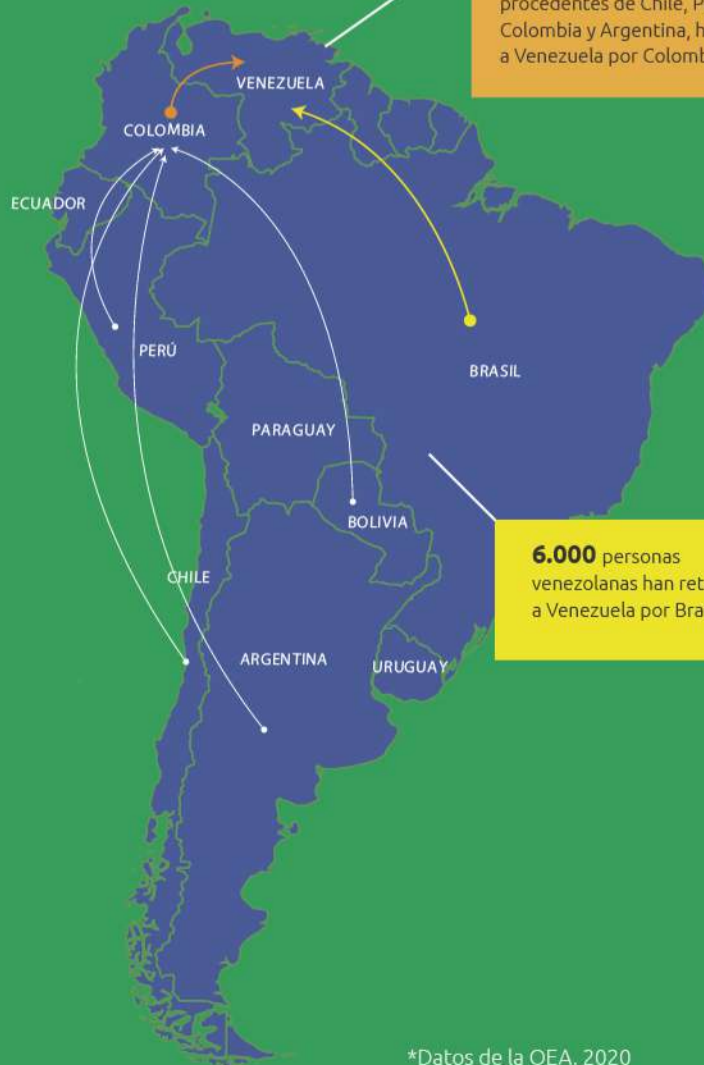 procedentes de Chile, P
Colombia y Argentina, h
a Venezuela por Colomb
VENEZUELA
COLOMBIA
ECUADOR
PERÚ
BRASIL
PARAGUAY
BOLIVIA
6.000 personas
venezolanas han ret
a Venezuela por Bra
CHILE
ARGENTINA
URUGUAY
*Datos de la OEA, 2020